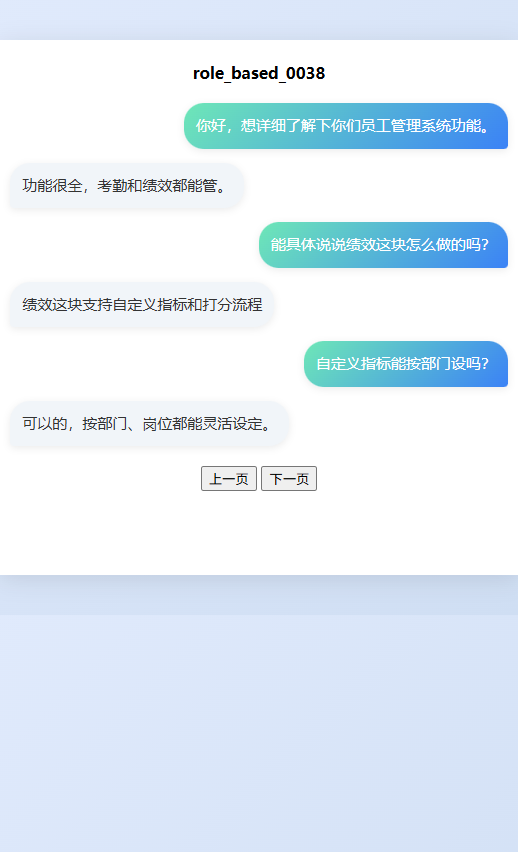 role_based_0038
你好，想详细了解下你们员工管理系统功能。
功能很全，考勤和绩效都能管。
能具体说说绩效这块怎么做的吗？
绩效这块支持自定义指标和打分流程
自定义指标能按部门设吗？
可以的，按部门、岗位都能灵活设定。
上一页 下一页